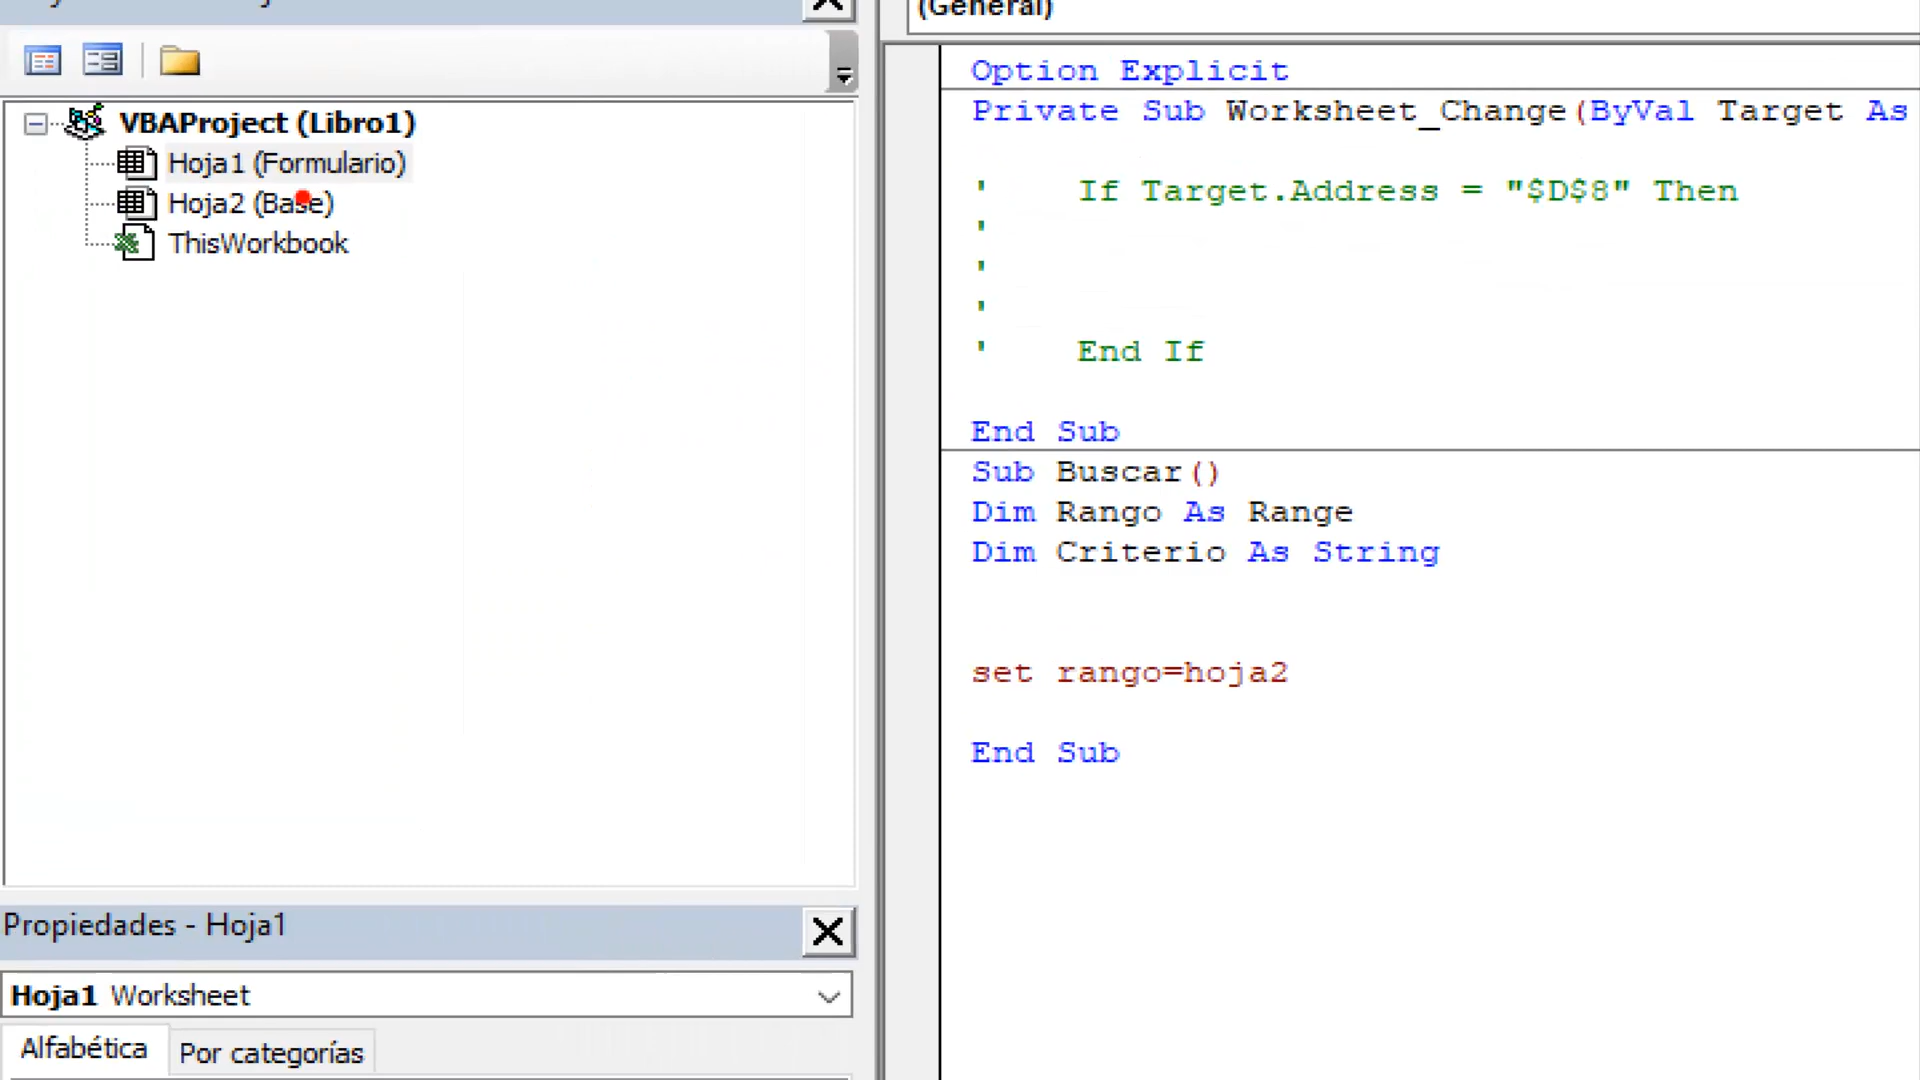 (General)
VBAProject (Libro1)
Hoja1 (Formulario)
Hoja2 (Base)
ThisWorkbook
Propiedades - Hoja1
Hoja1 Worksheet
Alfabética
Por categorías
Option Explicit
Private Sub Worksheet_Change(ByVal Target As
'    If Target.Address = "$D$8" Then
'
'
'
'    End If
End Sub
Sub Buscar()
Dim Rango As Range
Dim Criterio As String
set rango=hoja2
End Sub